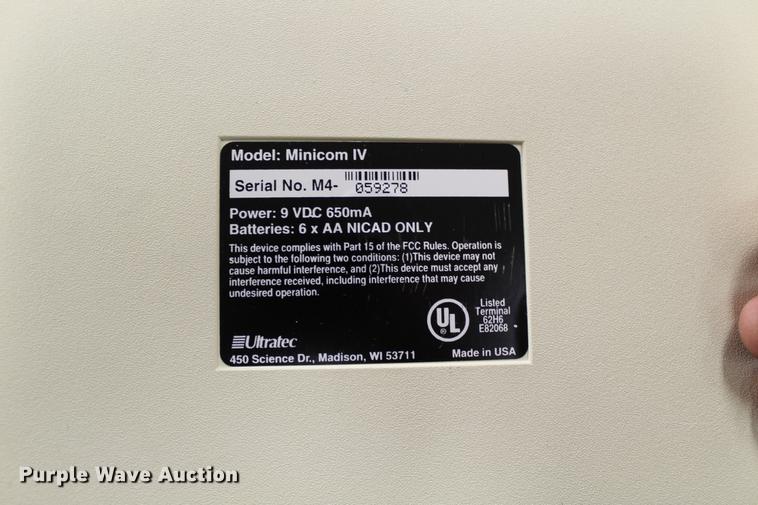 Model: Minicom IV
Serial No. M4- 059278
Power: 9 VDC 650mA
Batteries: 6 x AA NICAD ONLY
This device complies with Part 15 of the FCC Rules. Operation is
subject to the following two conditions: (1)This device may not
cause harmful interference, and (2)This device must accept any
interference received, including interference that may cause
undesired operation.
UL
®
Listed
Terminal
62H6
E82068
Ultratec
450 Science Dr., Madison, WI 53711
Made in USA
Purple Wave Auction